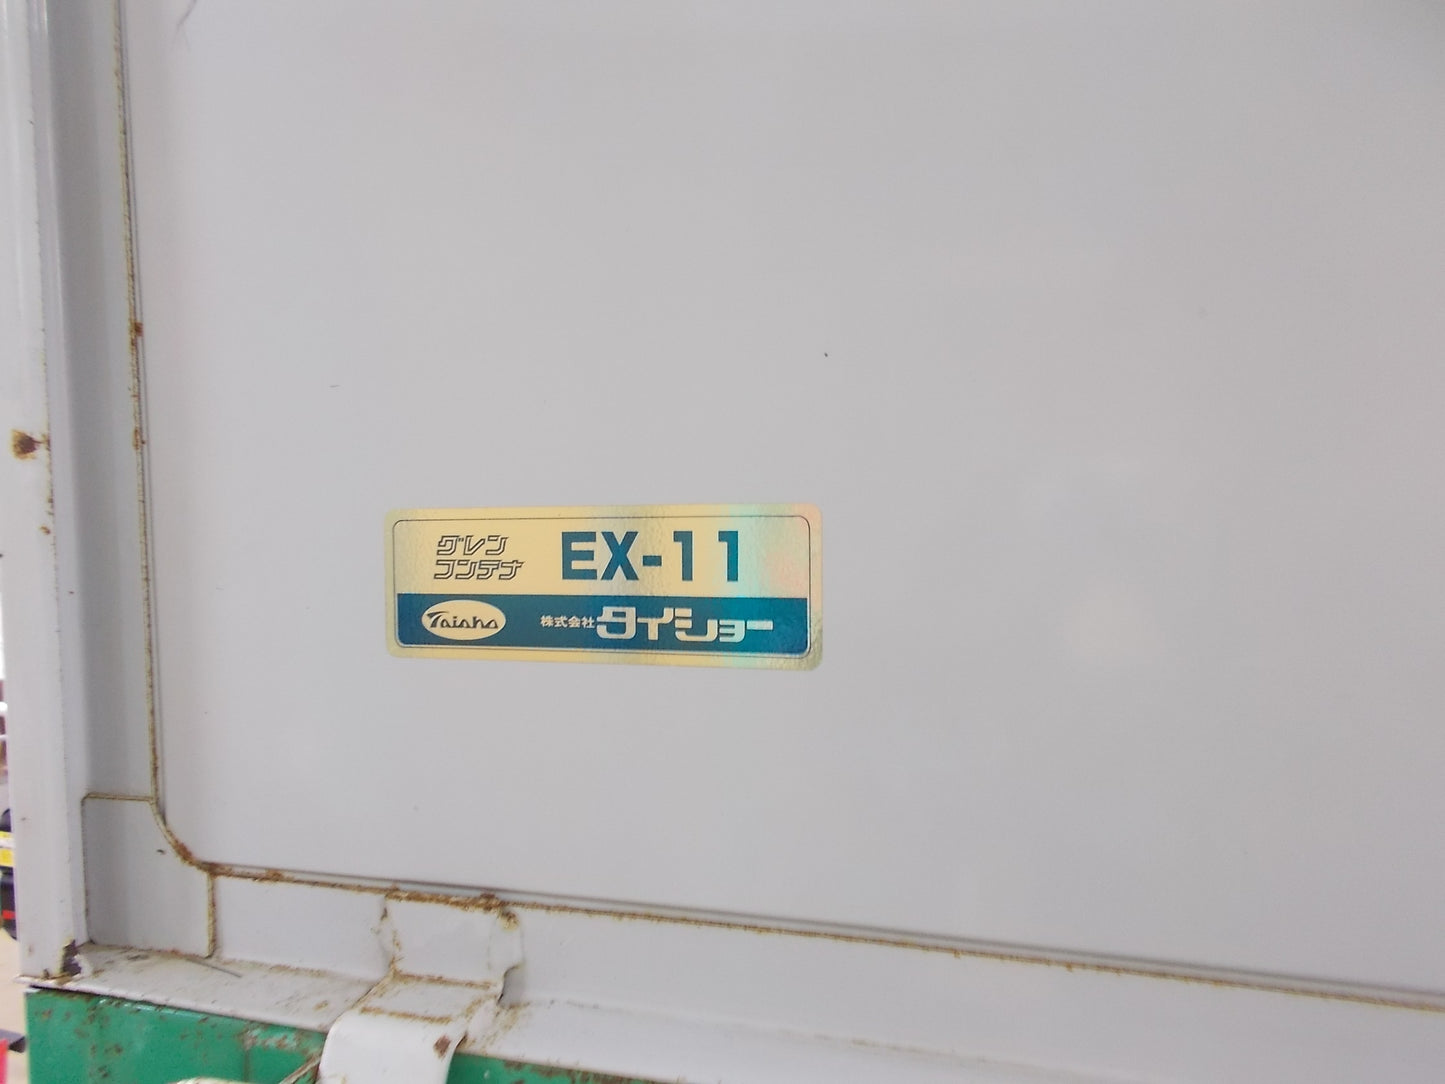 グレン
コンテナ
EX-11
Taisho
株式会社タイショー